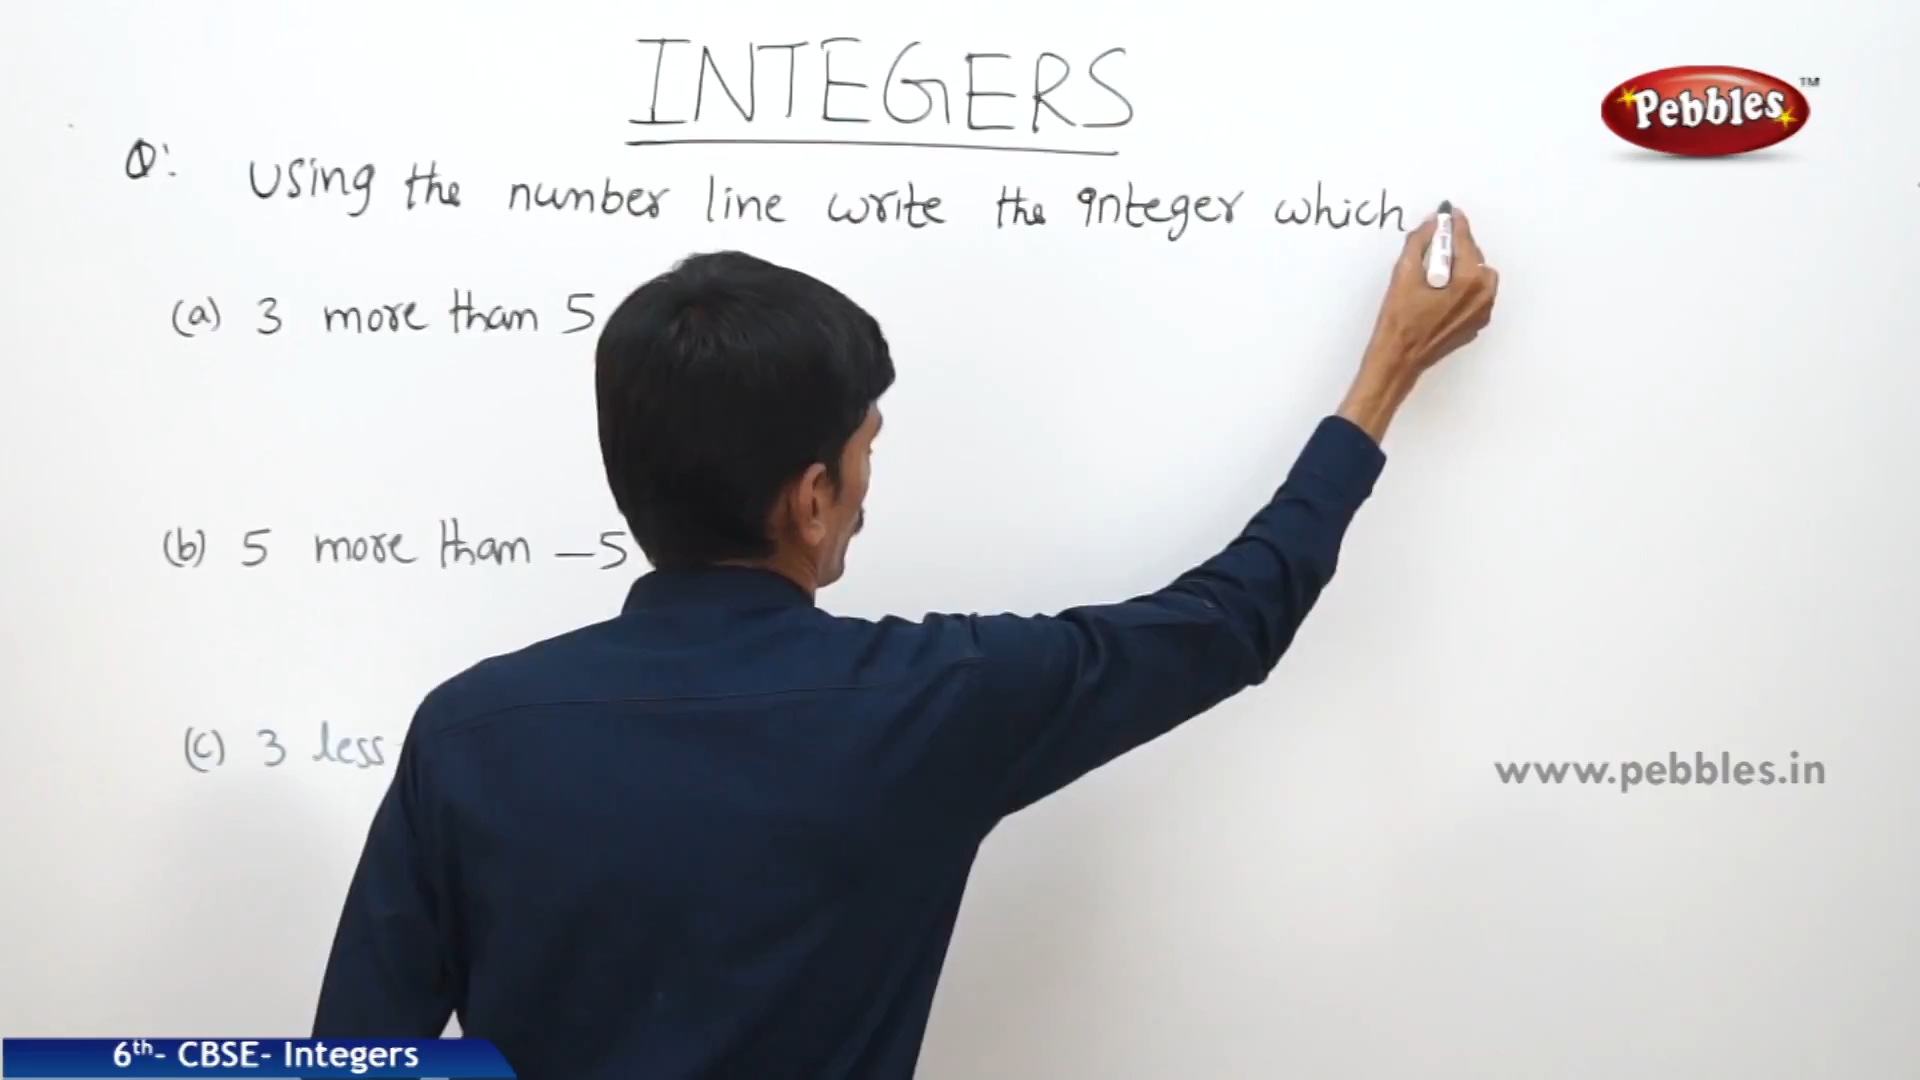 INTEGERS
Pebbles™
Q: Using the number line write the integer which
(a) 3 more than 5
(b) 5 more than –5
(c) 3 less
www.pebbles.in
6th- CBSE- Integers